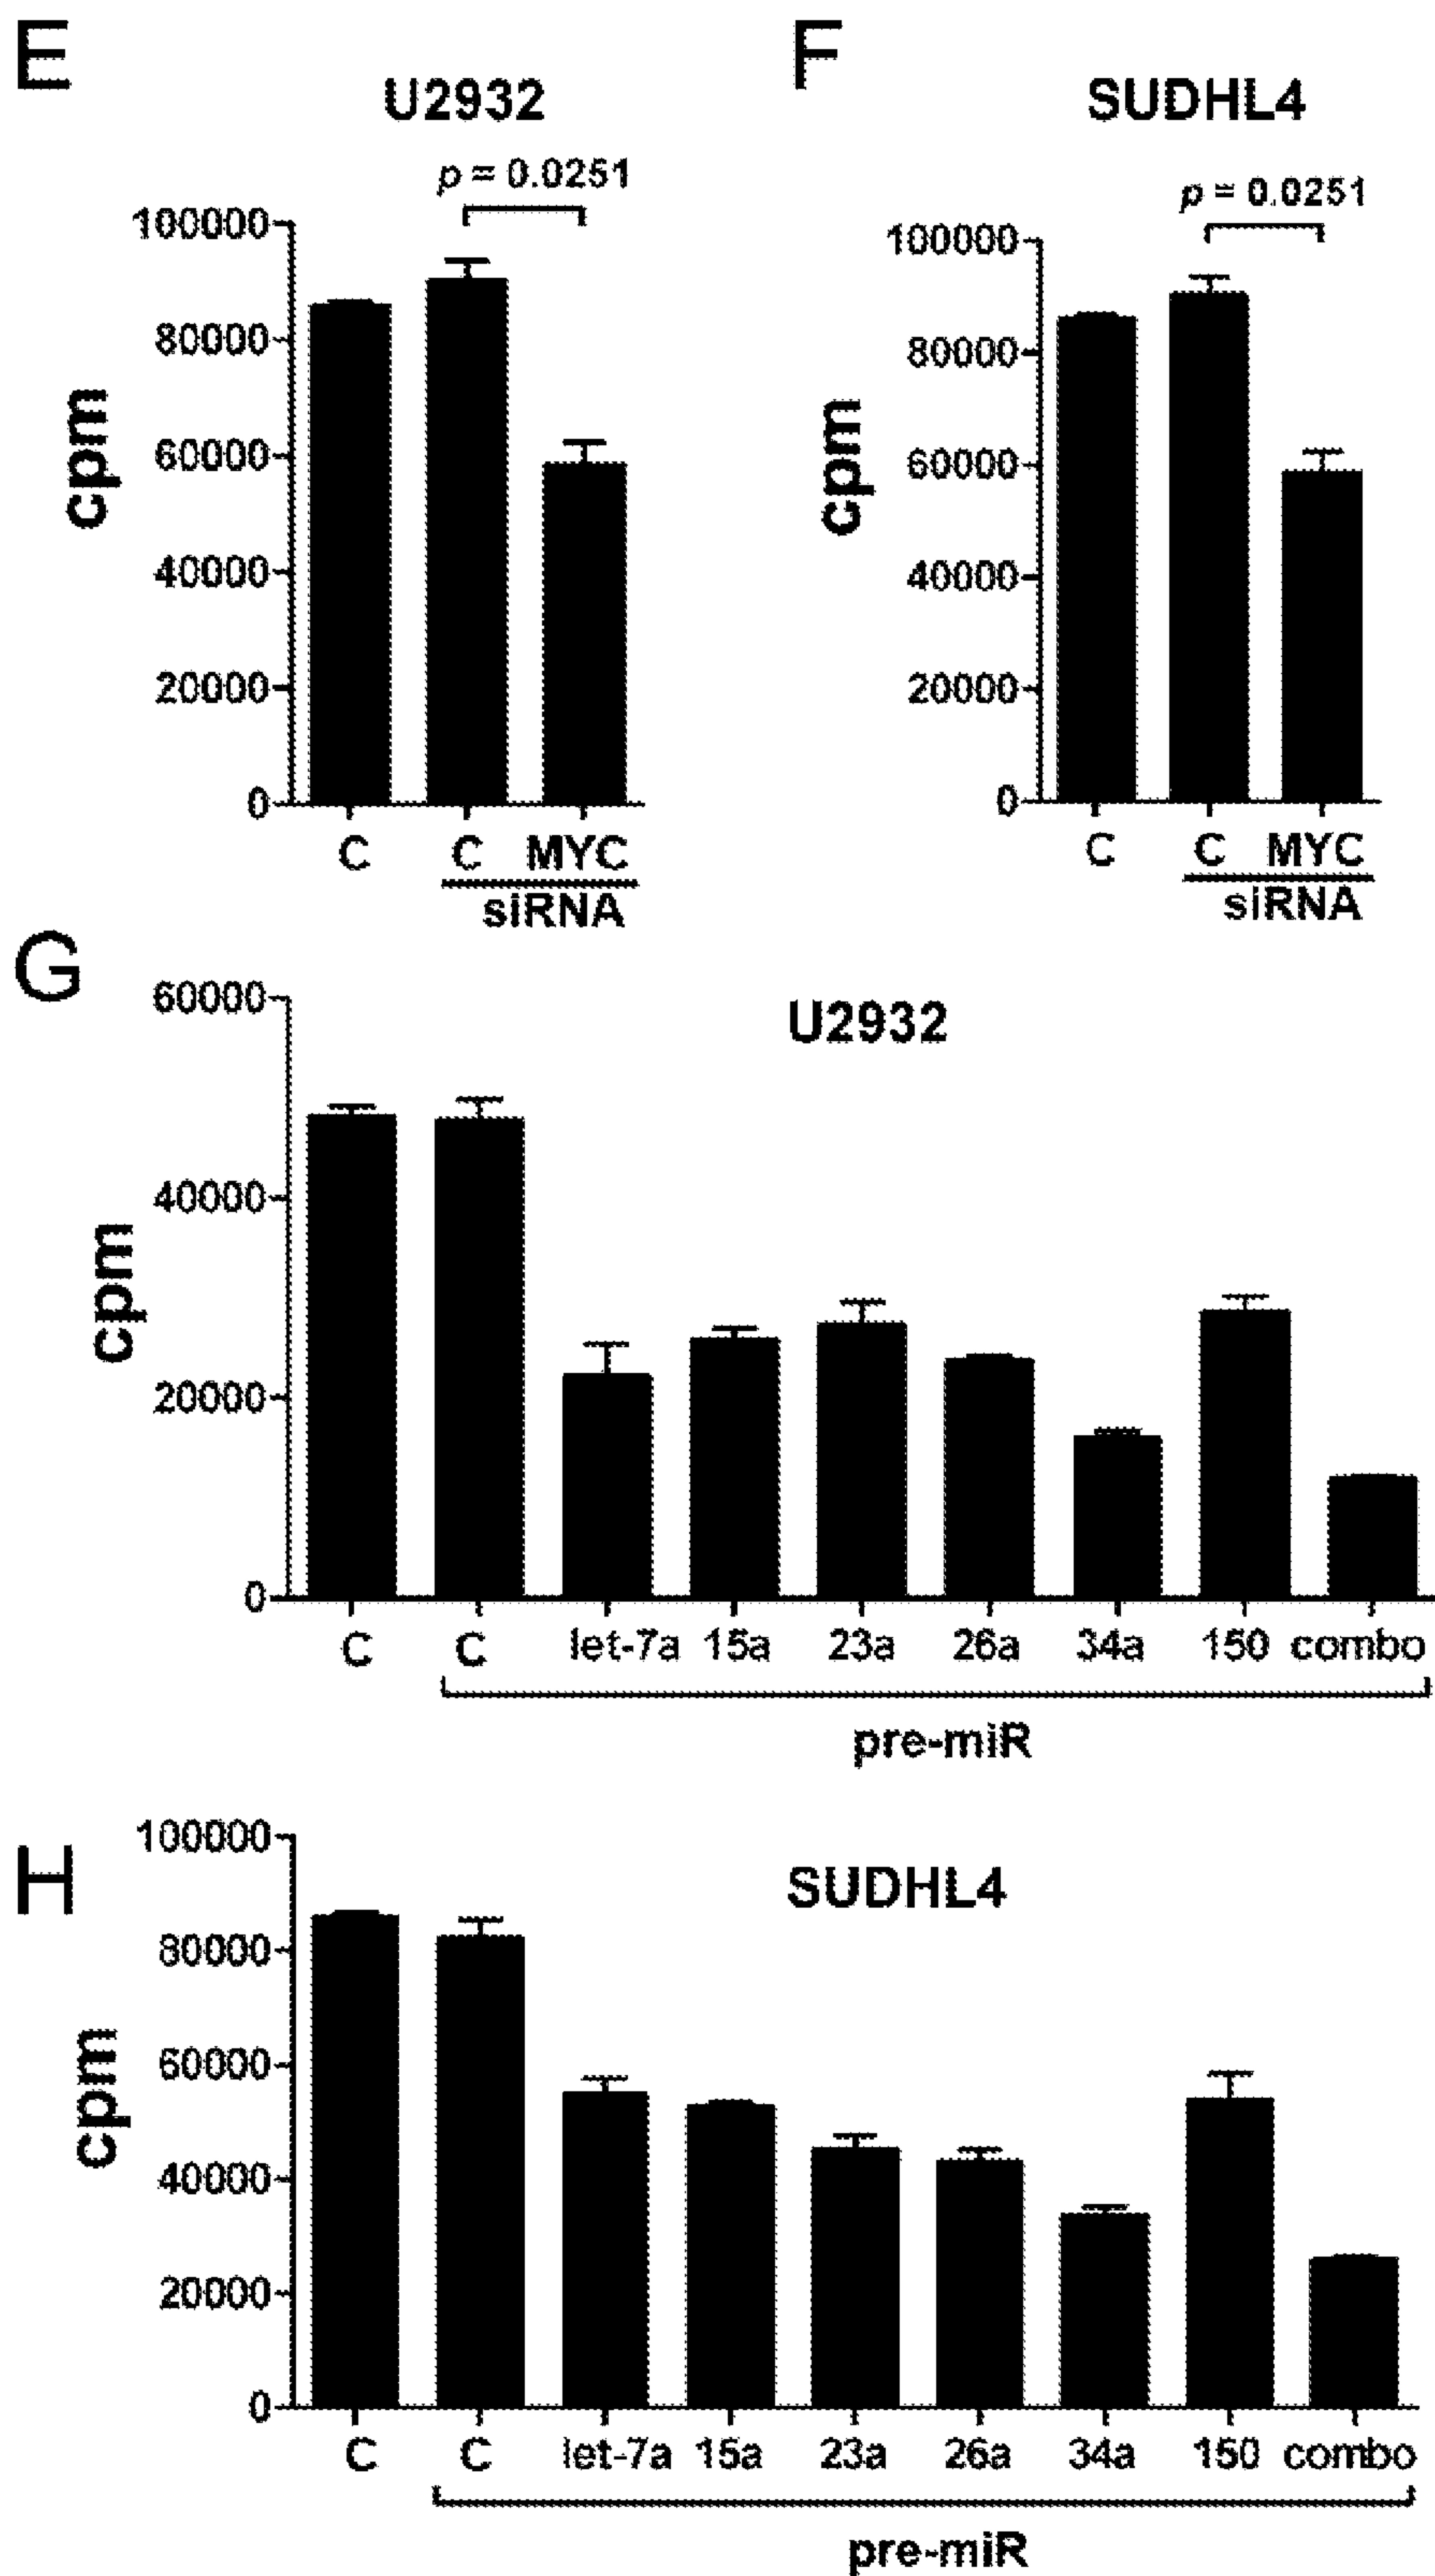 E
U2932
p = 0.0251
100000
80000
60000
40000
20000
0
cpm
C C MYC
siRNA
F
SUDHL4
p = 0.0251
100000
80000
60000
40000
20000
0
cpm
C C MYC
siRNA
G
U2932
60000
40000
20000
0
cpm
C C let-7a 15a 23a 26a 34a 150 combo
pre-miR
H
SUDHL4
100000
80000
60000
40000
20000
0
cpm
C C let-7a 15a 23a 26a 34a 150 combo
pre-miR